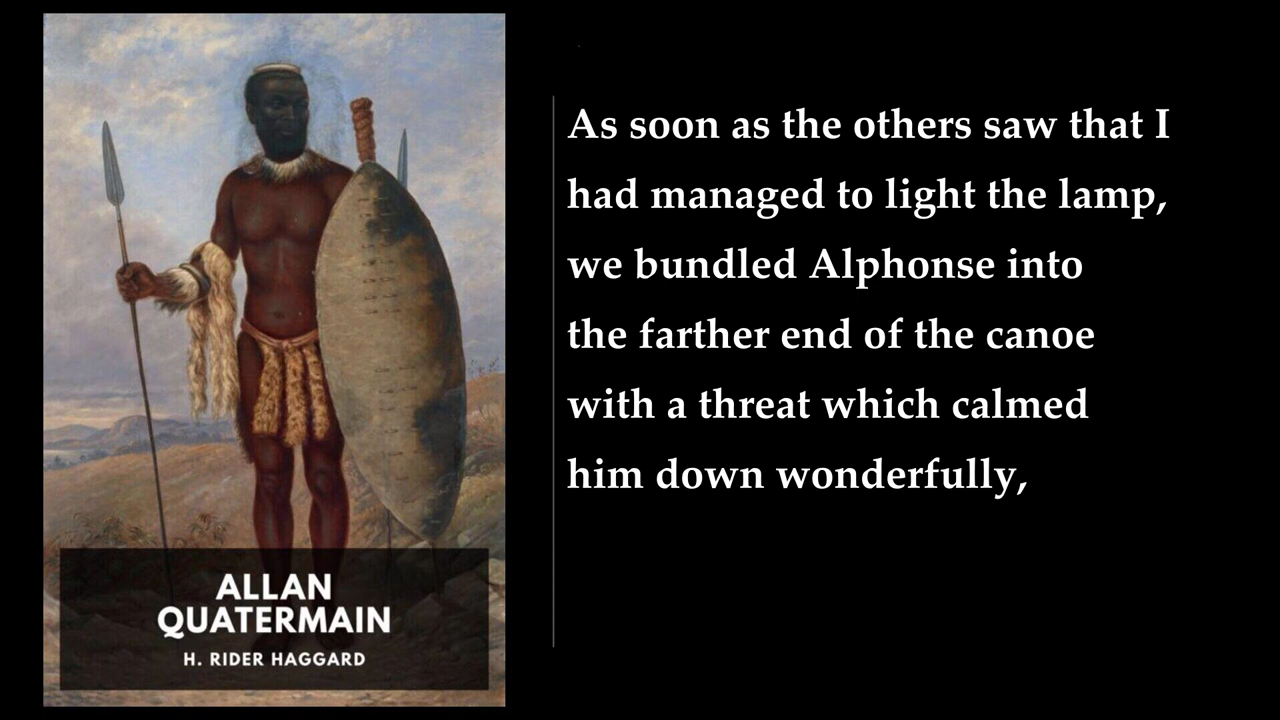 ALLAN
QUATERMAIN
H. RIDER HAGGARD
As soon as the others saw that I
had managed to light the lamp,
we bundled Alphonse into
the farther end of the canoe
with a threat which calmed
him down wonderfully,